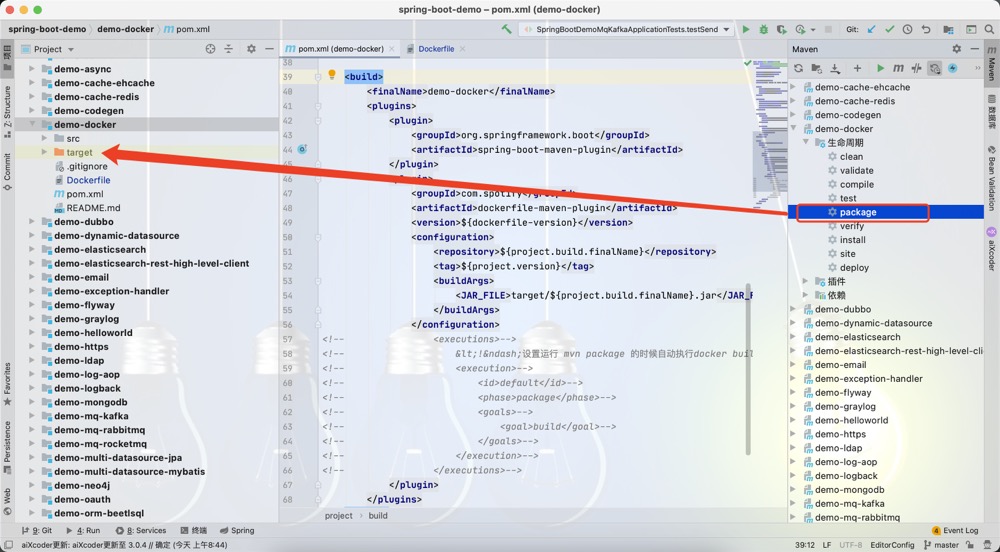 spring-boot-demo – pom.xml (demo-docker)
spring-boot-demo
demo-docker
pom.xml
SpringBootDemoMqKafkaApplicationTests.testSend
Git:
Project
pom.xml (demo-docker)
Dockerfile
Maven
项目
Z: Structure
Commit
Favorites
Persistence
Web
demo-async
demo-cache-ehcache
demo-cache-redis
demo-codegen
demo-docker
src
target
.gitignore
Dockerfile
pom.xml
README.md
demo-dubbo
demo-dynamic-datasource
demo-elasticsearch
demo-elasticsearch-rest-high-level-client
demo-email
demo-exception-handler
demo-flyway
demo-graylog
demo-helloworld
demo-https
demo-ldap
demo-log-aop
demo-logback
demo-mongodb
demo-mq-kafka
demo-mq-rabbitmq
demo-mq-rocketmq
demo-multi-datasource-jpa
demo-multi-datasource-mybatis
demo-neo4j
demo-oauth
demo-orm-beetlsql
38
39 <build>
40 <finalName>demo-docker</finalName>
41 <plugins>
42 <plugin>
43 <groupId>org.springframework.boot</groupId>
44 <artifactId>spring-boot-maven-plugin</artifactId>
45 </plugin>
46
47 <groupId>com.spotify</groupId>
48 <artifactId>dockerfile-maven-plugin</artifactId>
49 <version>${dockerfile-version}</version>
50 <configuration>
51 <repository>${project.build.finalName}</repository>
52 <tag>${project.version}</tag>
53 <buildArgs>
54 <JAR_FILE>target/${project.build.finalName}.jar</JAR_F
55 </buildArgs>
56 </configuration>
57 <!-- <executions>-->
58 <!-- &lt;!&ndash;设置运行 mvn package 的时候自动执行docker buil
59 <!-- <execution>-->
60 <!-- <id>default</id>-->
61 <!-- <phase>package</phase>-->
62 <!-- <goals>-->
63 <!-- <goal>build</goal>-->
64 <!-- </goals>-->
65 <!-- </execution>-->
66 <!-- </executions>-->
67 </plugin>
68 </plugins>
project
build
demo-cache-ehcache
demo-cache-redis
demo-codegen
demo-docker
生命周期
clean
validate
compile
test
package
verify
install
site
deploy
插件
依赖
demo-dubbo
demo-dynamic-datasource
demo-elasticsearch
demo-elasticsearch-rest-high-level-cli
demo-email
demo-exception-handler
demo-flyway
demo-graylog
demo-helloworld
demo-https
demo-ldap
demo-log-aop
demo-logback
demo-mongodb
demo-mq-kafka
demo-mq-rabbitmq
Maven
数据库
Bean Validation
aiXcoder
9: Git
4: Run
8: Services
终端
Spring
4 Event Log
aiXcoder更新: aiXcoder更新至 3.0.4 // 确定 (今天 上午8:44)
39:12
LF
UTF-8
EditorConfig
master